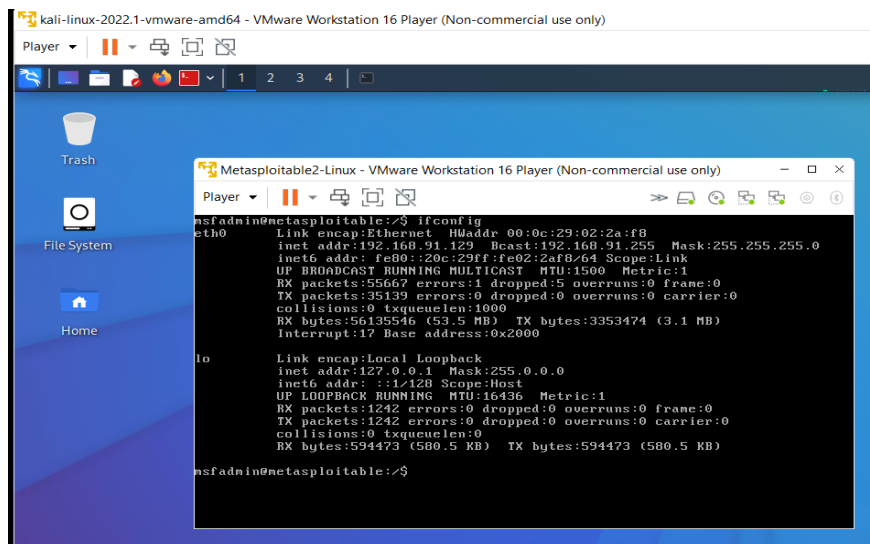 kali-linux-2022.1-vmware-amd64 - VMware Workstation 16 Player (Non-commercial use only)
Player
1 2 3 4
Trash
File System
Home
Metasploitable2-Linux - VMware Workstation 16 Player (Non-commercial use only)
Player
msfadmin@metasploitable:/$ ifconfig
eth0 Link encap:Ethernet HWaddr 00:0c:29:02:2a:f8
inet addr:192.168.91.129 Bcast:192.168.91.255 Mask:255.255.255.0
inet6 addr: fe80::20c:29ff:fe02:2af8/64 Scope:Link
UP BROADCAST RUNNING MULTICAST MTU:1500 Metric:1
RX packets:55667 errors:1 dropped:5 overruns:0 frame:0
TX packets:35139 errors:0 dropped:0 overruns:0 carrier:0
collisions:0 txqueuelen:1000
RX bytes:56135546 (53.5 MB) TX bytes:3353474 (3.1 MB)
Interrupt:17 Base address:0x2000
lo Link encap:Local Loopback
inet addr:127.0.0.1 Mask:255.0.0.0
inet6 addr: ::1/128 Scope:Host
UP LOOPBACK RUNNING MTU:16436 Metric:1
RX packets:1242 errors:0 dropped:0 overruns:0 frame:0
TX packets:1242 errors:0 dropped:0 overruns:0 carrier:0
collisions:0 txqueuelen:0
RX bytes:594473 (580.5 KB) TX bytes:594473 (580.5 KB)
msfadmin@metasploitable:/$